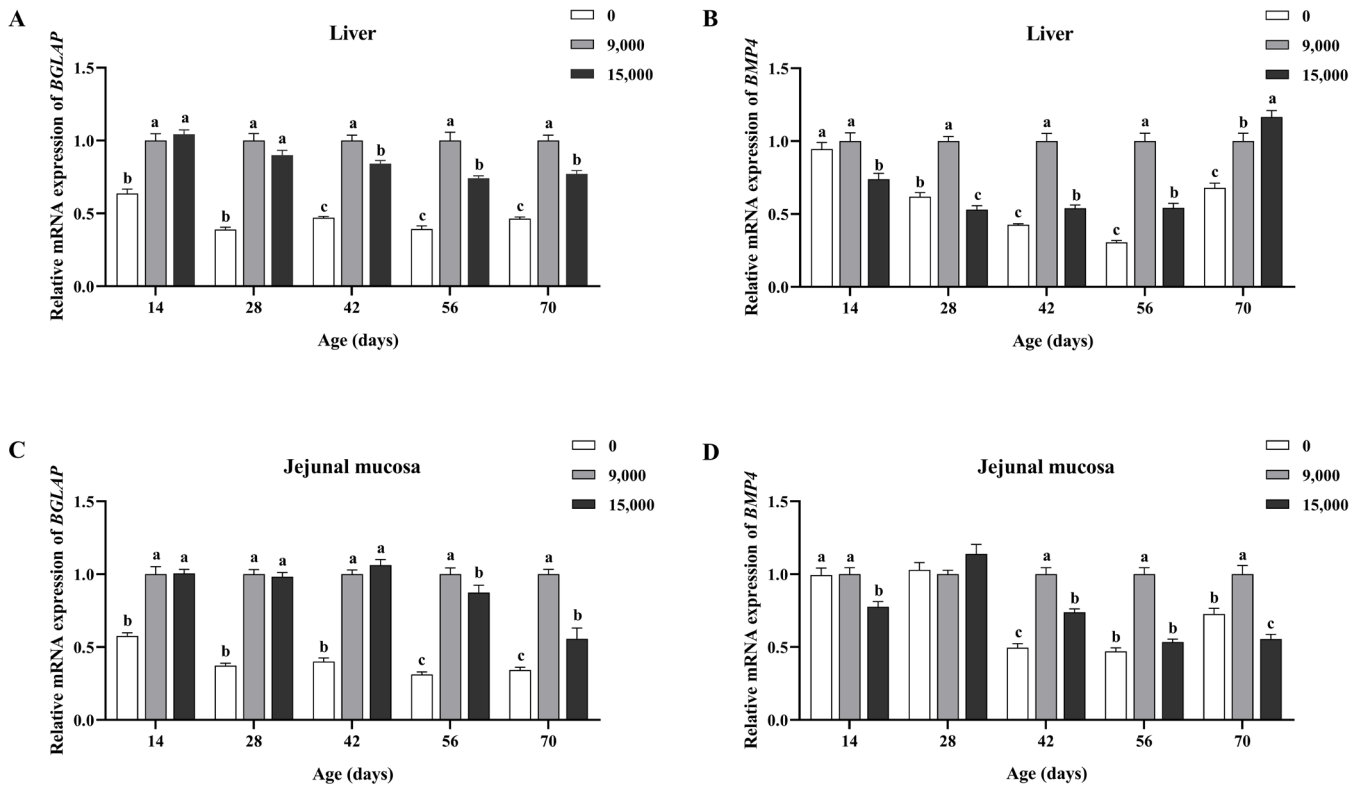 A
Liver
0
9,000
15,000
Relative mRNA expression of BGLAP
1.5
1.0
0.5
0.0
b a a
b a a
c a b
c a b
c a b
14 28 42 56 70
Age (days)
B
Liver
0
9,000
15,000
Relative mRNA expression of BMP4
1.5
1.0
0.5
0.0
a a b
b a c
c a b
c a b
c b a
14 28 42 56 70
Age (days)
C
Jejunal mucosa
0
9,000
15,000
Relative mRNA expression of BGLAP
1.5
1.0
0.5
0.0
b a a
b a a
b a a
c a b
c a b
14 28 42 56 70
Age (days)
D
Jejunal mucosa
0
9,000
15,000
Relative mRNA expression of BMP4
1.5
1.0
0.5
0.0
a a b
c a b
b a b
b a c
14 28 42 56 70
Age (days)